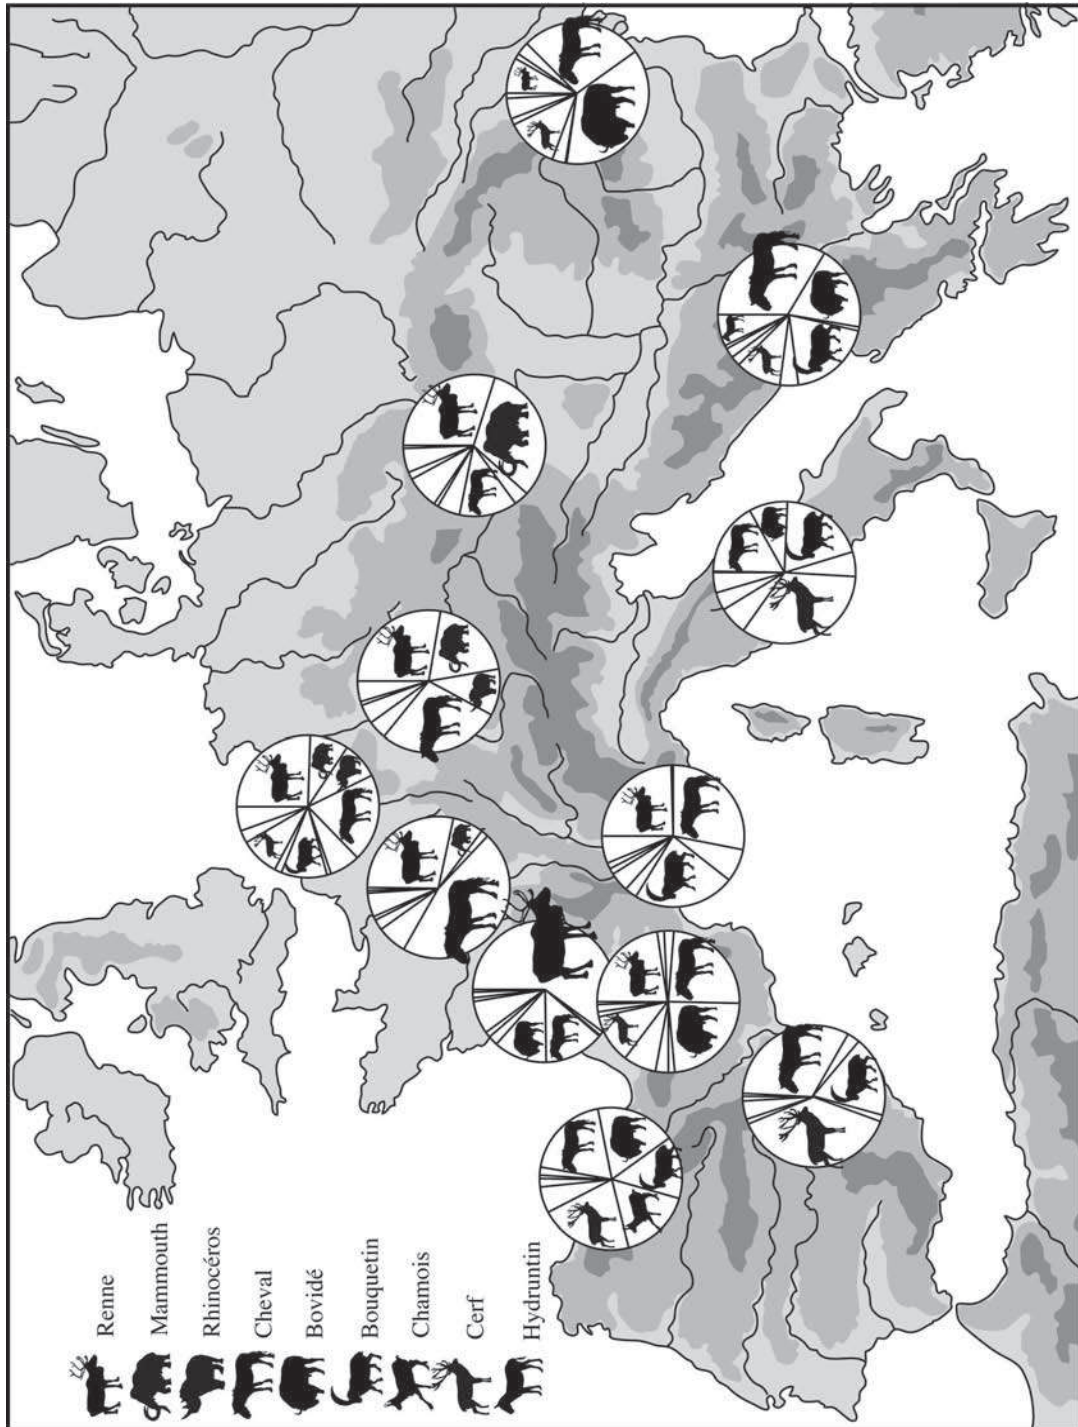 Renne
Mammouth
Rhinocéros
Cheval
Bovidé
Bouquetin
Chamois
Cerf
Hydruntin